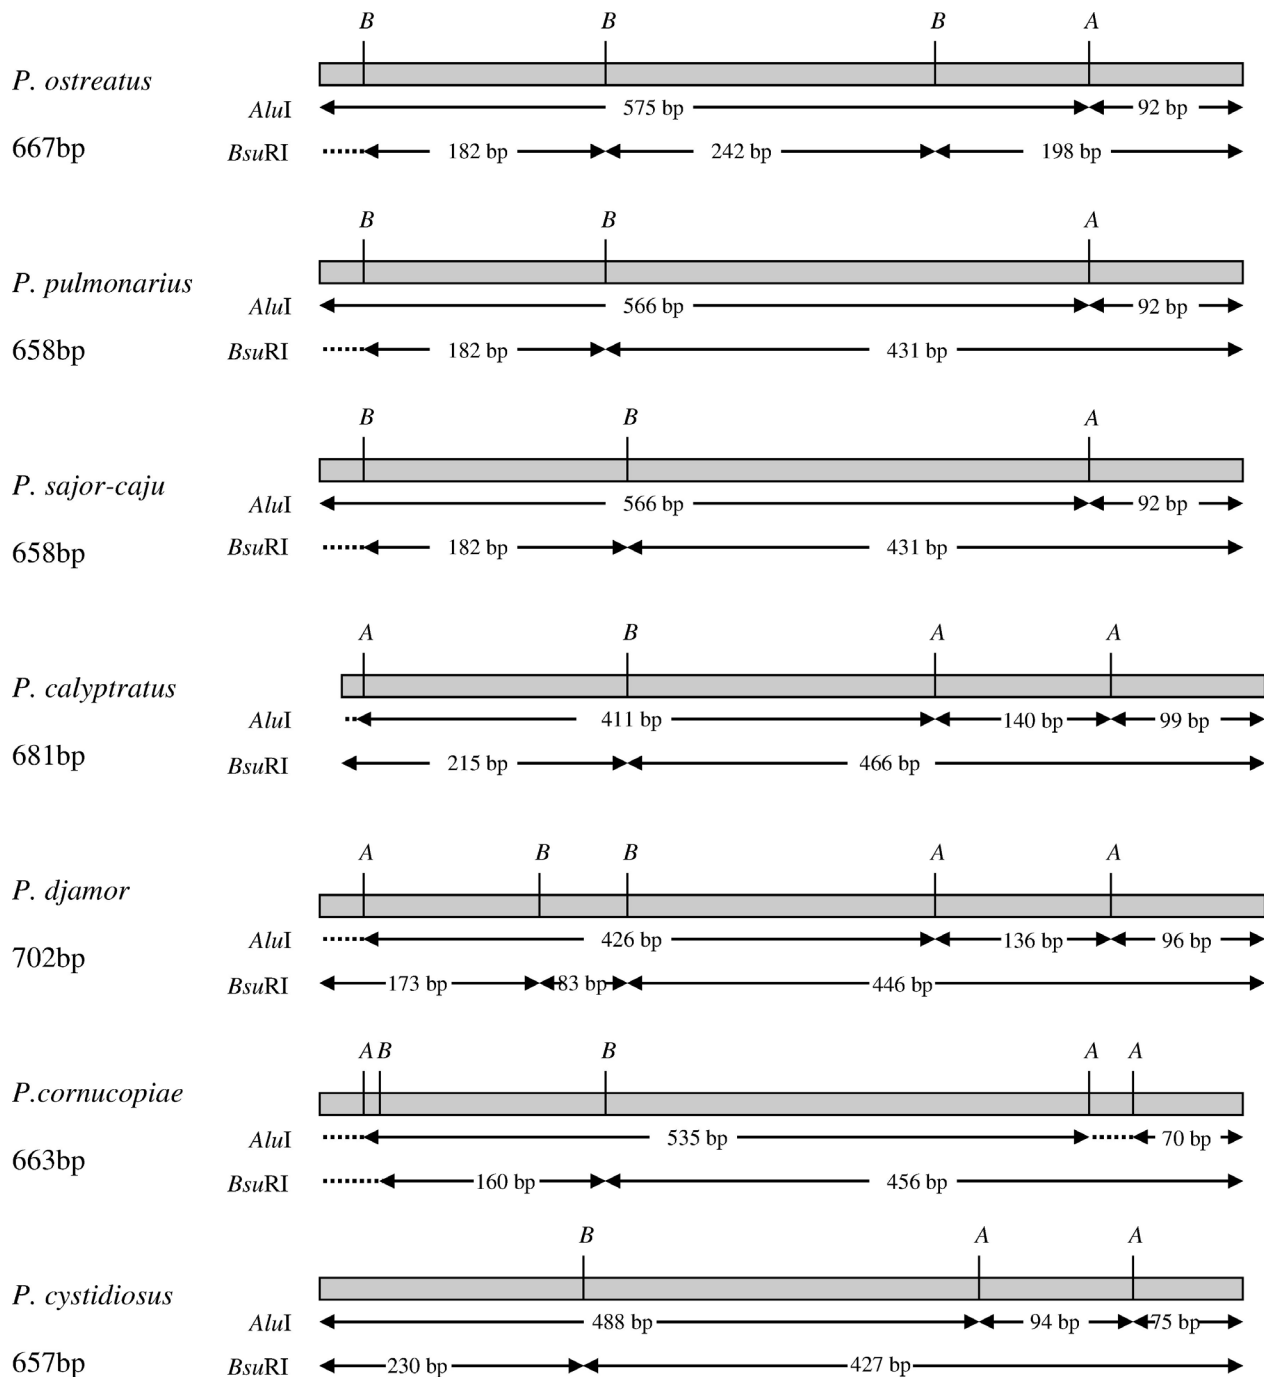 B B B A
P. ostreatus
AluI 575 bp 92 bp
667bp BsuRI 182 bp 242 bp 198 bp
B B A
P. pulmonarius
AluI 566 bp 92 bp
658bp BsuRI 182 bp 431 bp
B B A
P. sajor-caju
AluI 566 bp 92 bp
658bp BsuRI 182 bp 431 bp
A B A A
P. calyptratus
AluI 411 bp 140 bp 99 bp
681bp BsuRI 215 bp 466 bp
A B B A A
P. djamor
AluI 426 bp 136 bp 96 bp
702bp BsuRI 173 bp 83 bp 446 bp
A B B A A
P.cornucopiae
AluI 535 bp 70 bp
663bp BsuRI 160 bp 456 bp
B A A
P. cystidiosus
AluI 488 bp 94 bp 75 bp
657bp BsuRI 230 bp 427 bp